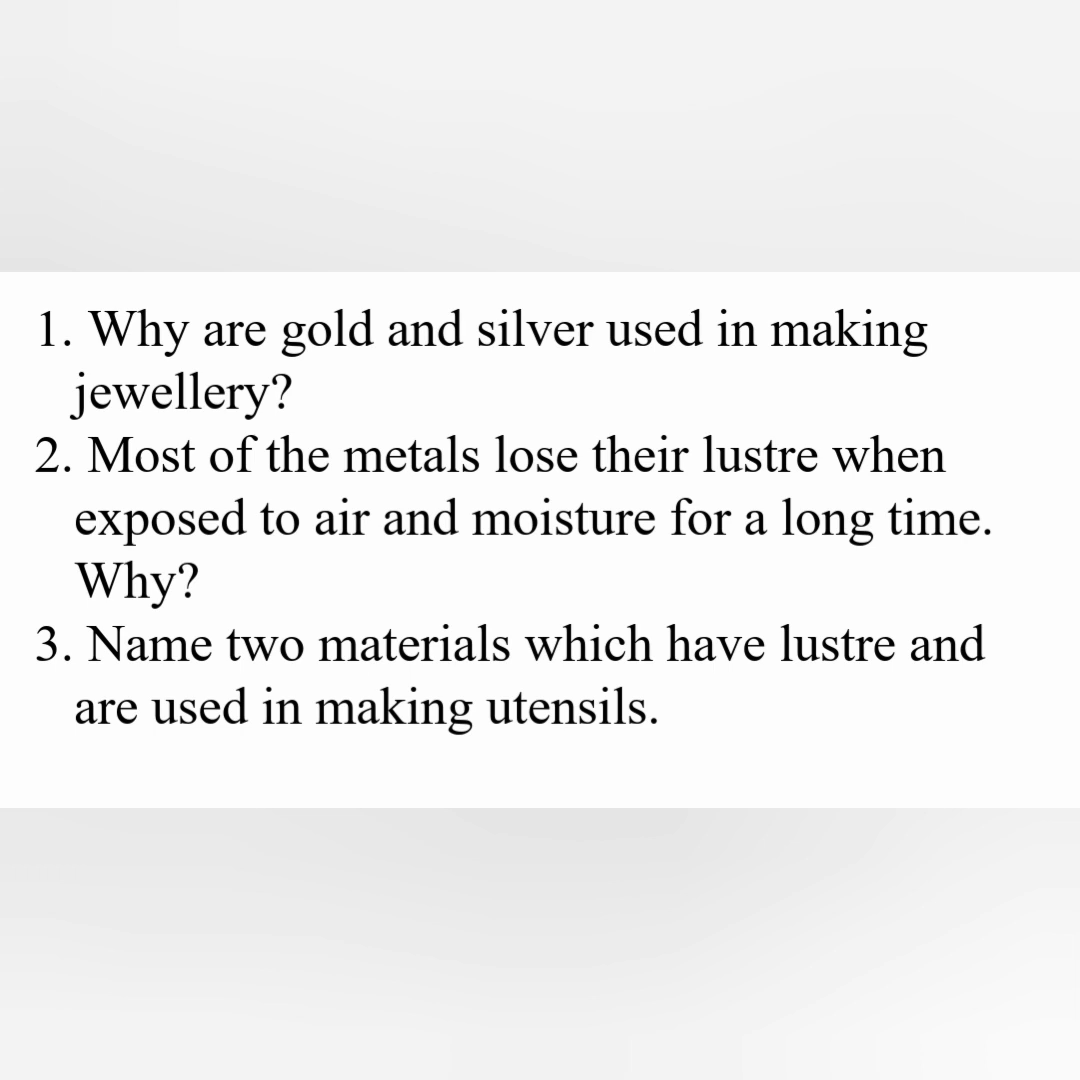 1. Why are gold and silver used in making
jewellery?
2. Most of the metals lose their lustre when
exposed to air and moisture for a long time.
Why?
3. Name two materials which have lustre and
are used in making utensils.